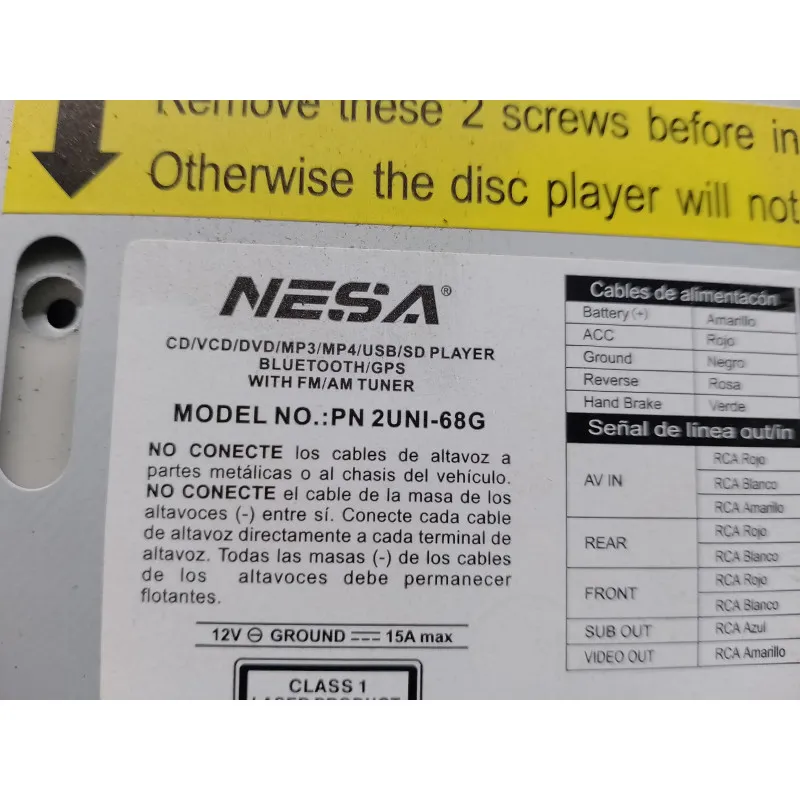 Remove these 2 screws before in
Otherwise the disc player will not
NESA®
CD/VCD/DVD/MP3/MP4/USB/SD PLAYER
BLUETOOTH/GPS
WITH FM/AM TUNER
MODEL NO.:PN 2UNI-68G
NO CONECTE los cables de altavoz a
partes metálicas o al chasis del vehículo.
NO CONECTE el cable de la masa de los
altavoces (-) entre sí. Conecte cada cable
de altavoz directamente a cada terminal de
altavoz. Todas las masas (-) de los cables
de los altavoces debe permanecer
flotantes.
12V ⊖ GROUND ⎓ 15A max
CLASS 1
LASER PRODUCT
Cables de alimentacón
Battery (+) Amarillo
ACC Rojo
Ground Negro
Reverse Rosa
Hand Brake Verde
Señal de línea out/in
AV IN RCA Rojo
RCA Blanco
RCA Amarillo
REAR RCA Rojo
RCA Blanco
FRONT RCA Rojo
RCA Blanco
SUB OUT RCA Azul
VIDEO OUT RCA Amarillo